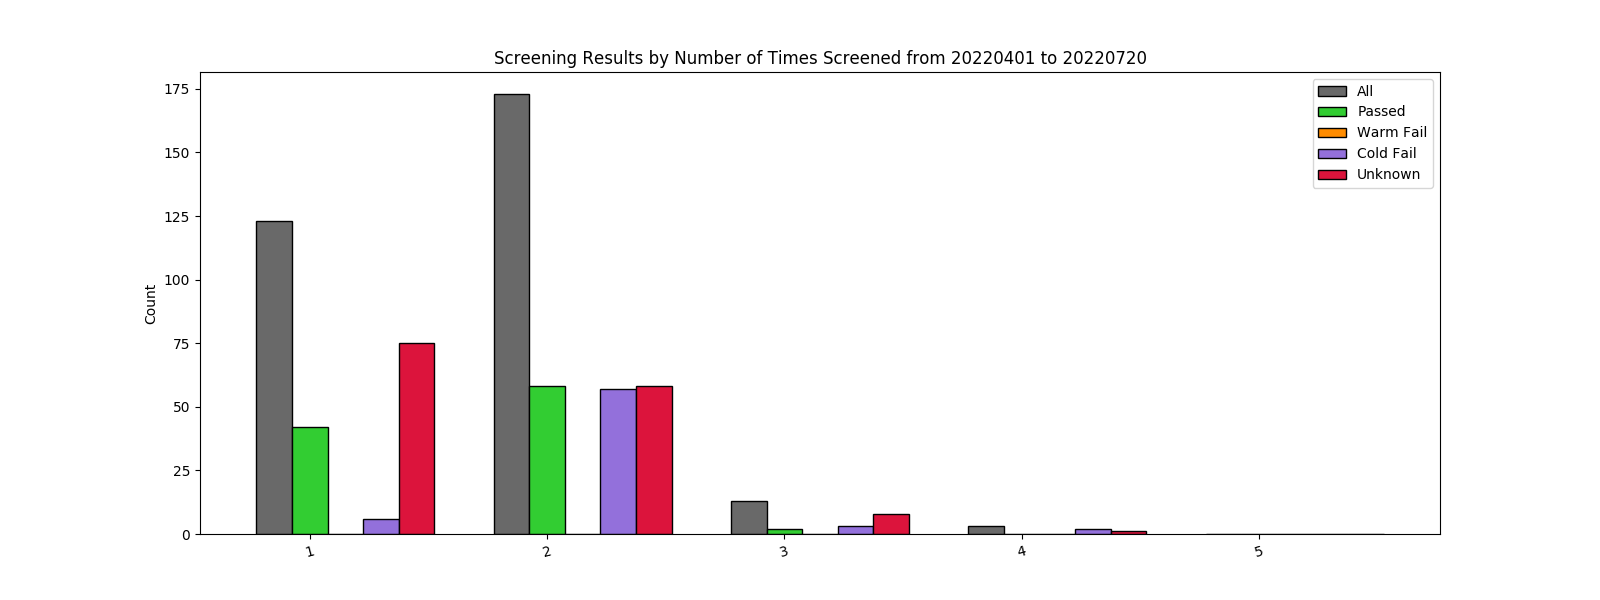 Screening Results by Number of Times Screened from 20220401 to 20220720
175
150
125
100
75
50
25
0
Count
1
2
3
4
5
All
Passed
Warm Fail
Cold Fail
Unknown